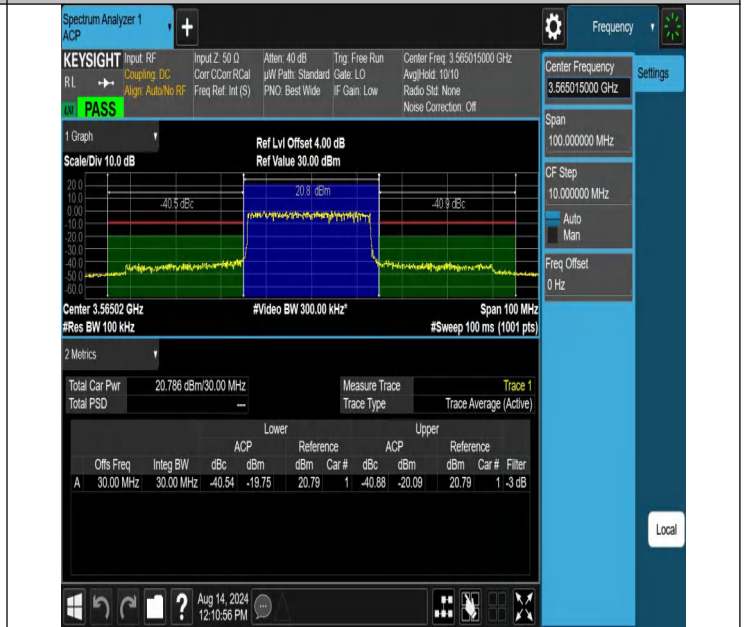 Spectrum Analyzer 1
ACP
+
Frequency
KEYSIGHT
Input: RF
Coupling: DC
Align: Auto/No RF
RL
PASS
Input Z: 50 Ω
Corr CCorr RCal
Freq Ref: Int (S)
Atten: 40 dB
µW Path: Standard
PNO: Best Wide
Trig: Free Run
Gate: LO
IF Gain: Low
Center Freq: 3.565015000 GHz
Avg|Hold: 10/10
Radio Std: None
Noise Correction: Off
Center Frequency
3.565015000 GHz
Settings
Span
100.000000 MHz
CF Step
10.000000 MHz
Auto
Man
Freq Offset
0 Hz
1 Graph
Scale/Div 10.0 dB
Ref Lvl Offset 4.00 dB
Ref Value 30.00 dBm
20.0
10.0
0.00
-10.0
-20.0
-30.0
-40.0
-50.0
-60.0
-40.5 dBc
20.8 dBm
-40.9 dBc
Center 3.56502 GHz
#Video BW 300.00 kHz*
Span 100 MHz
#Res BW 100 kHz
#Sweep 100 ms (1001 pts)
2 Metrics
Total Car Pwr 20.786 dBm/30.00 MHz
Measure Trace Trace 1
Total PSD ---
Trace Type Trace Average (Active)
Lower Upper
ACP Reference ACP Reference
Offs Freq Integ BW dBc dBm dBm Car # dBc dBm dBm Car # Filter
A 30.00 MHz 30.00 MHz -40.54 -19.75 20.79 1 -40.88 -20.09 20.79 1 -3 dB
Local
?
Aug 14, 2024
12:10:56 PM